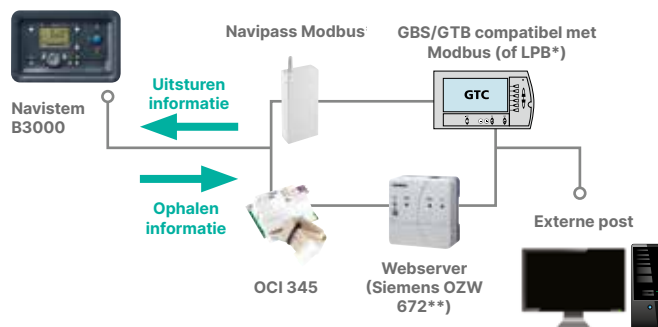 Navipass Modbus
GBS/GTB compatibel met
Modbus (of LPB*)
Uitsturen
informatie
GTC
Navistem
B3000
Ophalen
informatie
Externe post
OCI 345
Webserver
(Siemens OZW
672**)